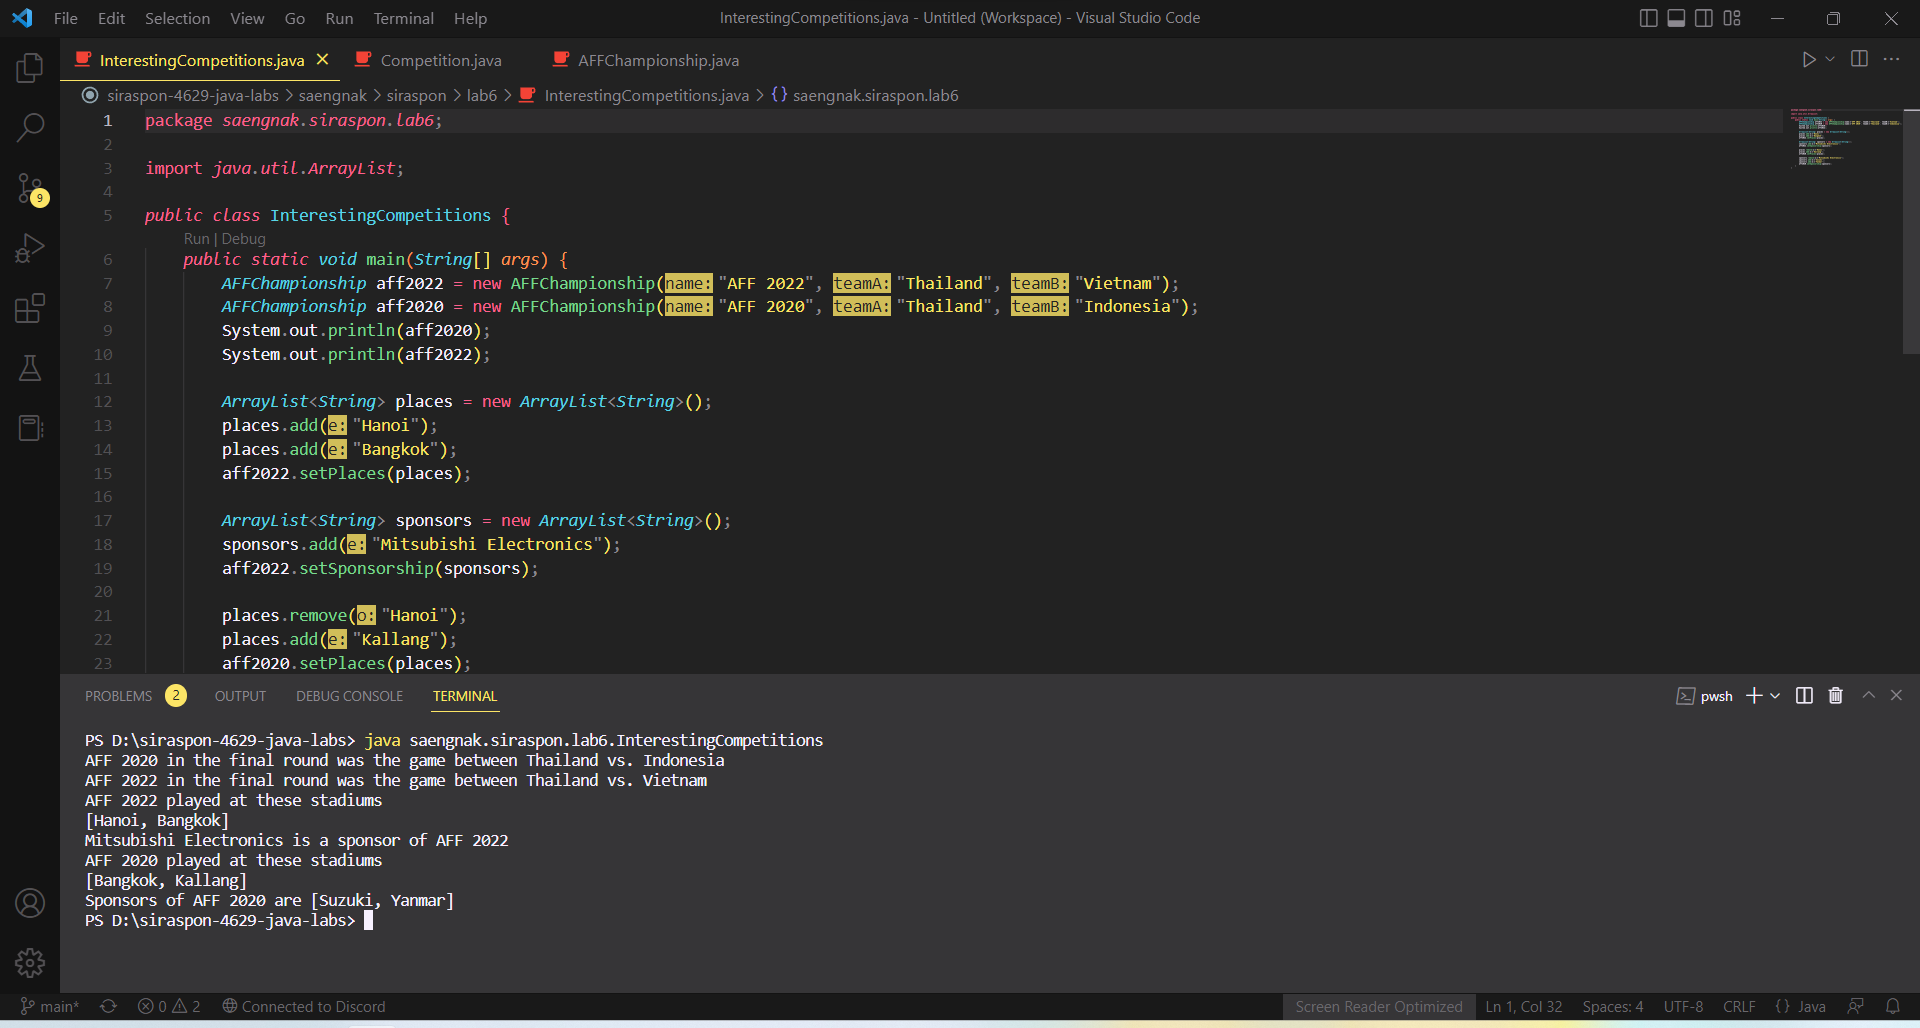 File Edit Selection View Go Run Terminal Help InterestingCompetitions.java - Untitled (Workspace) - Visual Studio Code
InterestingCompetitions.java Competition.java AFFChampionship.java
siraspon-4629-java-labs > saengnak > siraspon > lab6 > InterestingCompetitions.java > {} saengnak.siraspon.lab6
1 package saengnak.siraspon.lab6;
2
3 import java.util.ArrayList;
4
5 public class InterestingCompetitions {
Run | Debug
6 public static void main(String[] args) {
7 AFFChampionship aff2022 = new AFFChampionship(name: "AFF 2022", teamA: "Thailand", teamB: "Vietnam");
8 AFFChampionship aff2020 = new AFFChampionship(name: "AFF 2020", teamA: "Thailand", teamB: "Indonesia");
9 System.out.println(aff2020);
10 System.out.println(aff2022);
11
12 ArrayList<String> places = new ArrayList<String>();
13 places.add(e: "Hanoi");
14 places.add(e: "Bangkok");
15 aff2022.setPlaces(places);
16
17 ArrayList<String> sponsors = new ArrayList<String>();
18 sponsors.add(e: "Mitsubishi Electronics");
19 aff2022.setSponsorship(sponsors);
20
21 places.remove(o: "Hanoi");
22 places.add(e: "Kallang");
23 aff2020.setPlaces(places);
9
PROBLEMS 2 OUTPUT DEBUG CONSOLE TERMINAL pwsh
PS D:\siraspon-4629-java-labs> java saengnak.siraspon.lab6.InterestingCompetitions
AFF 2020 in the final round was the game between Thailand vs. Indonesia
AFF 2022 in the final round was the game between Thailand vs. Vietnam
AFF 2022 played at these stadiums
[Hanoi, Bangkok]
Mitsubishi Electronics is a sponsor of AFF 2022
AFF 2020 played at these stadiums
[Bangkok, Kallang]
Sponsors of AFF 2020 are [Suzuki, Yanmar]
PS D:\siraspon-4629-java-labs>
main* 0 2 Connected to Discord Screen Reader Optimized Ln 1, Col 32 Spaces: 4 UTF-8 CRLF {} Java